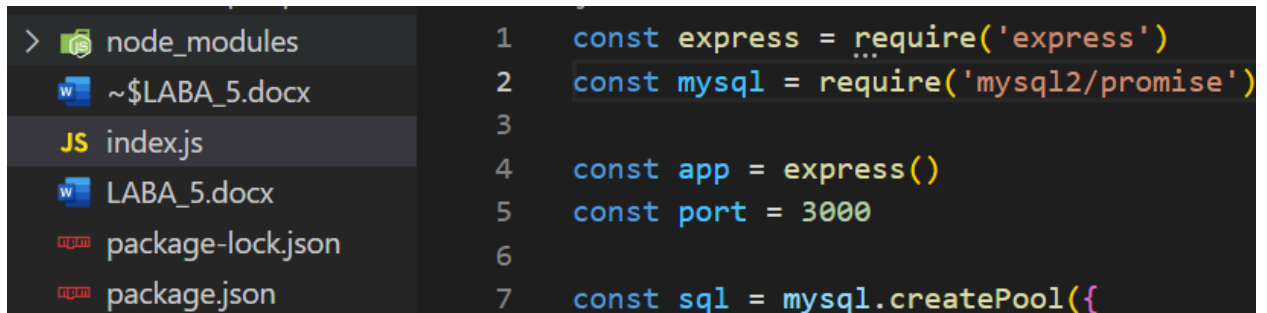 node_modules
~$LABA_5.docx
JS index.js
LABA_5.docx
package-lock.json
package.json
1 const express = require('express')
2 const mysql = require('mysql2/promise')
3
4 const app = express()
5 const port = 3000
6
7 const sql = mysql.createPool({